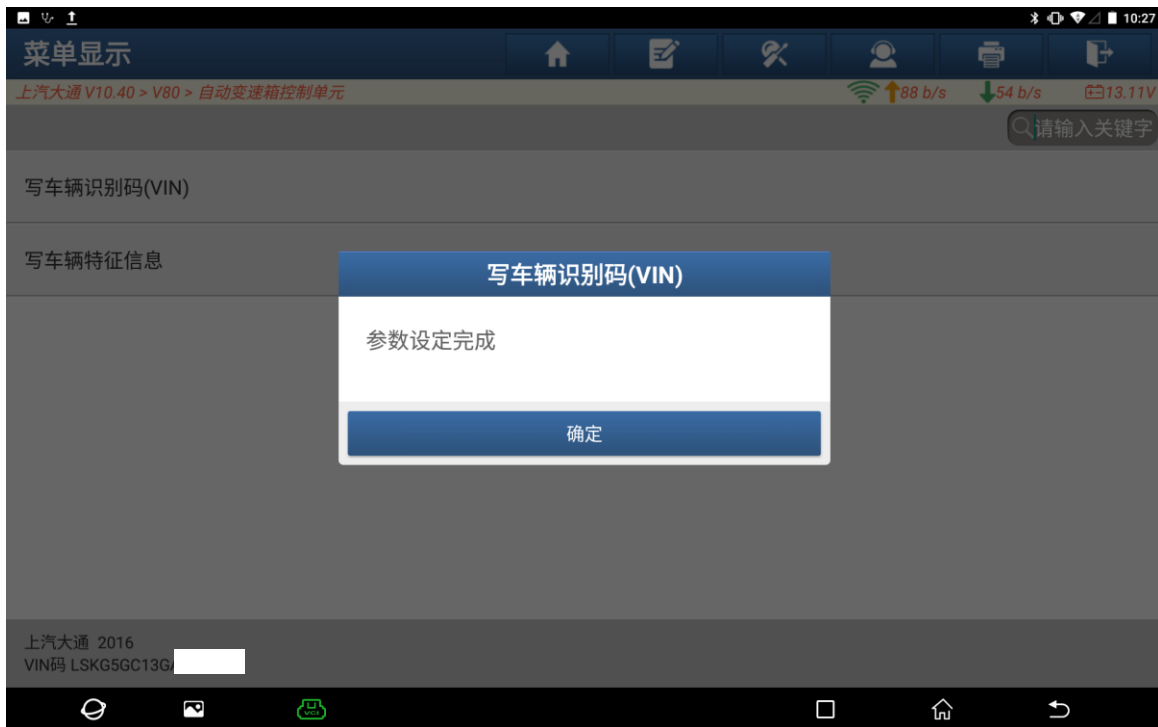 10:27
菜单显示
上汽大通 V10.40 > V80 > 自动变速箱控制单元 88 b/s 54 b/s 13.11V
请输入关键字
写车辆识别码(VIN)
写车辆特征信息
写车辆识别码(VIN)
参数设定完成
确定
上汽大通 2016
VIN码 LSKG5GC13G
VCI